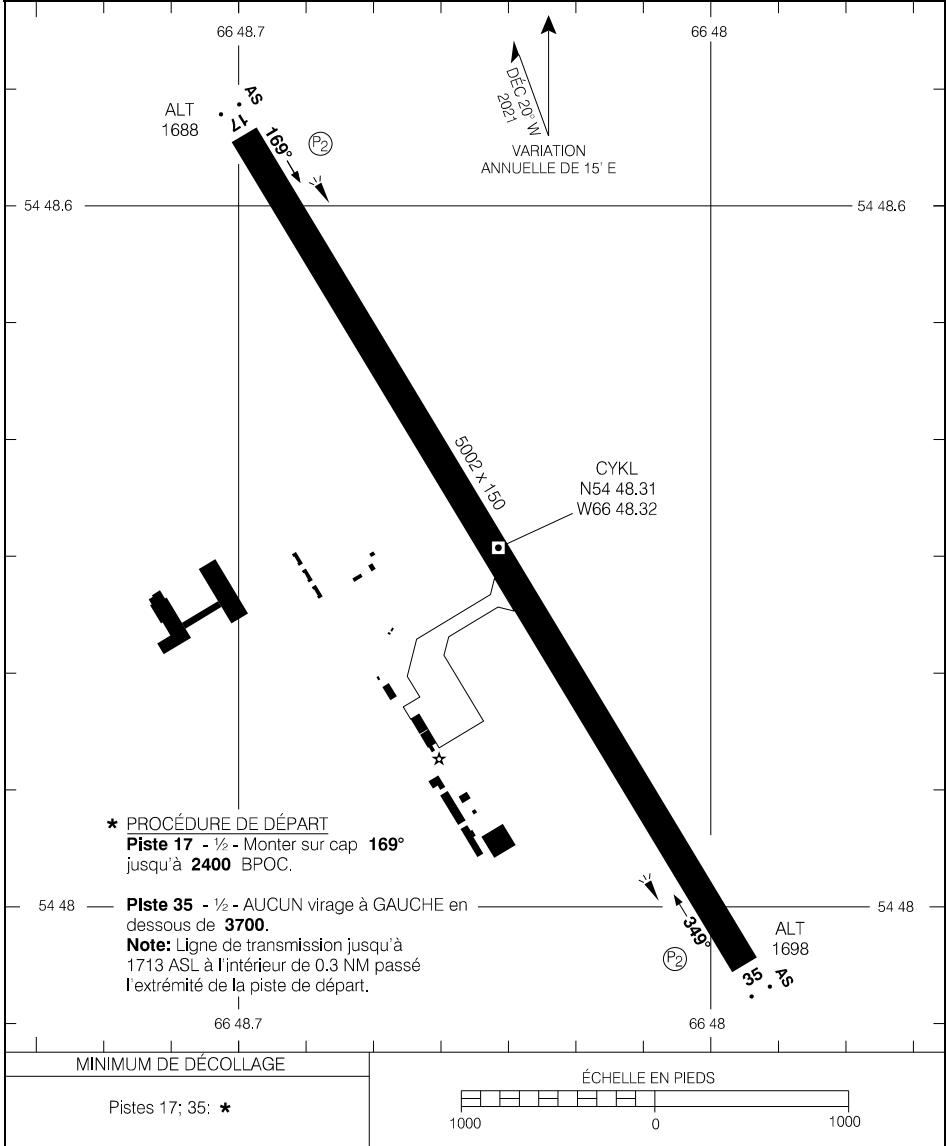 66 48.7
66 48
ALT
1688
AS
17
169°
P2
DÉC 20° W
2021
VARIATION
ANNUELLE DE 15' E
54 48.6
54 48.6
5002 x 150
CYKL
N54 48.31
W66 48.32
* PROCÉDURE DE DÉPART
Piste 17 - ½ - Monter sur cap 169°
jusqu'à 2400 BPOC.
54 48
54 48
PIste 35 - ½ - AUCUN virage à GAUCHE en
dessous de 3700.
Note: Ligne de transmission jusqu'à
1713 ASL à l'intérieur de 0.3 NM passé
l'extrémité de la piste de départ.
349°
P2
ALT
1698
35
AS
66 48.7
66 48
MINIMUM DE DÉCOLLAGE
Pistes 17; 35: *
ÉCHELLE EN PIEDS
1000
0
1000